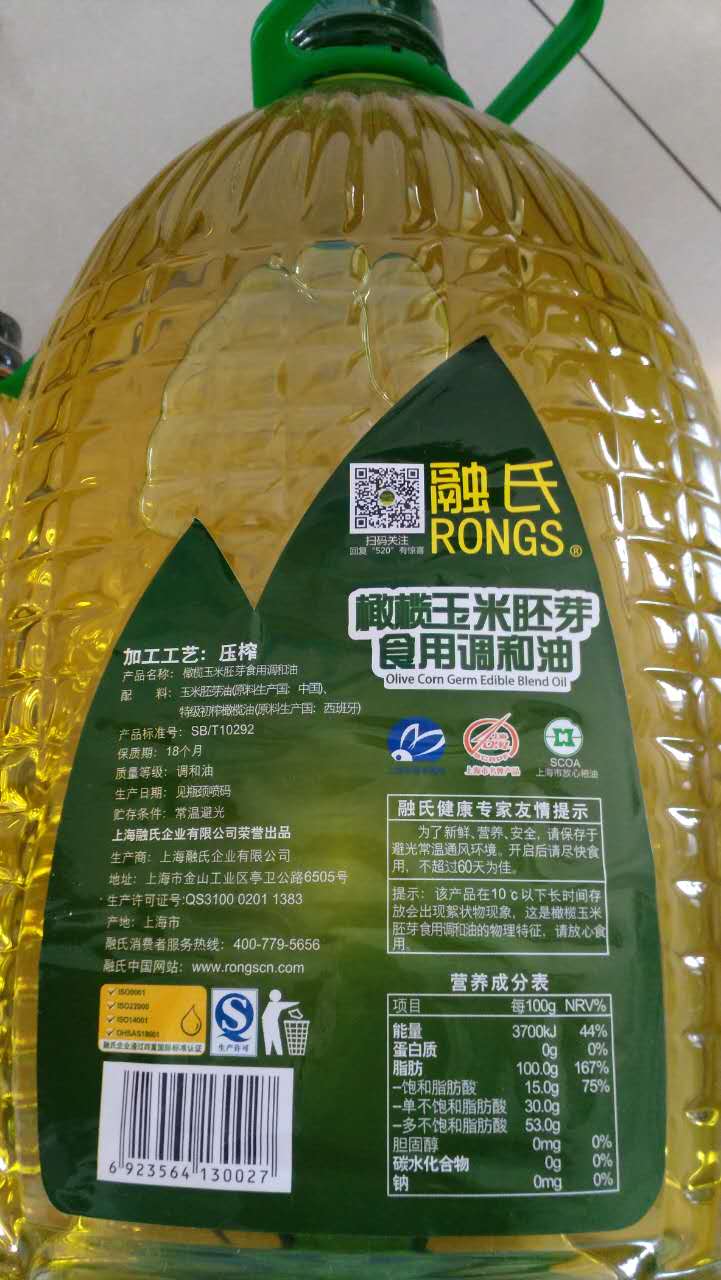 扫码关注
回复“520”有惊喜
融氏
RONGS®
橄榄玉米胚芽
食用调和油
Olive Corn Germ Edible Blend Oil
SCOA
上海市放心粮油
上海市名牌产品
加工工艺：压榨
产品名称：橄榄玉米胚芽食用调和油
配 料：玉米胚芽油(原料生产国：中国)、
特级初榨橄榄油(原料生产国：西班牙)
产品标准号：SB/T10292
保质期：18个月
质量等级：调和油
生产日期：见瓶颈喷码
贮存条件：常温避光
上海融氏企业有限公司荣誉出品
生产商：上海融氏企业有限公司
地址：上海市金山工业区亭卫公路6505号
生产许可证号:QS3100 0201 1383
产地：上海市
融氏消费者服务热线：400-779-5656
融氏中国网站：www.rongscn.com
ISO9001
ISO22000
ISO14001
OHSAS18001
融氏企业通过四重国际标准认证
QS
生产许可
6 923564 130027
融氏健康专家友情提示
为了新鲜、营养、安全，请保存于
避光常温通风环境。开启后请尽快食
用，不超过60天为佳。
提示：该产品在10℃以下长时间存
放会出现絮状物现象，这是橄榄玉米
胚芽食用调和油的物理特征，请放心食
用。
营养成分表
项目 每100g NRV%
能量 3700kJ 44%
蛋白质 0g 0%
脂肪 100.0g 167%
–饱和脂肪酸 15.0g 75%
–单不饱和脂肪酸 30.0g
–多不饱和脂肪酸 53.0g
胆固醇 0mg 0%
碳水化合物 0g 0%
钠 0mg 0%